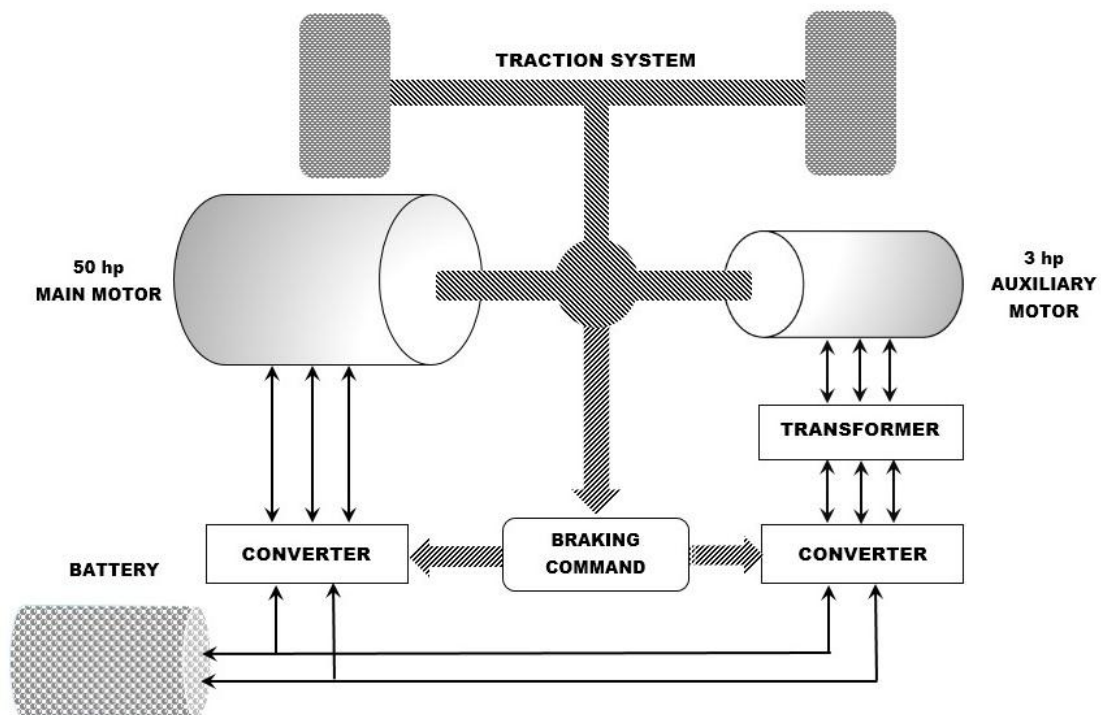 TRACTION SYSTEM
50 hp
MAIN MOTOR
3 hp
AUXILIARY
MOTOR
TRANSFORMER
CONVERTER
BRAKING
COMMAND
CONVERTER
BATTERY